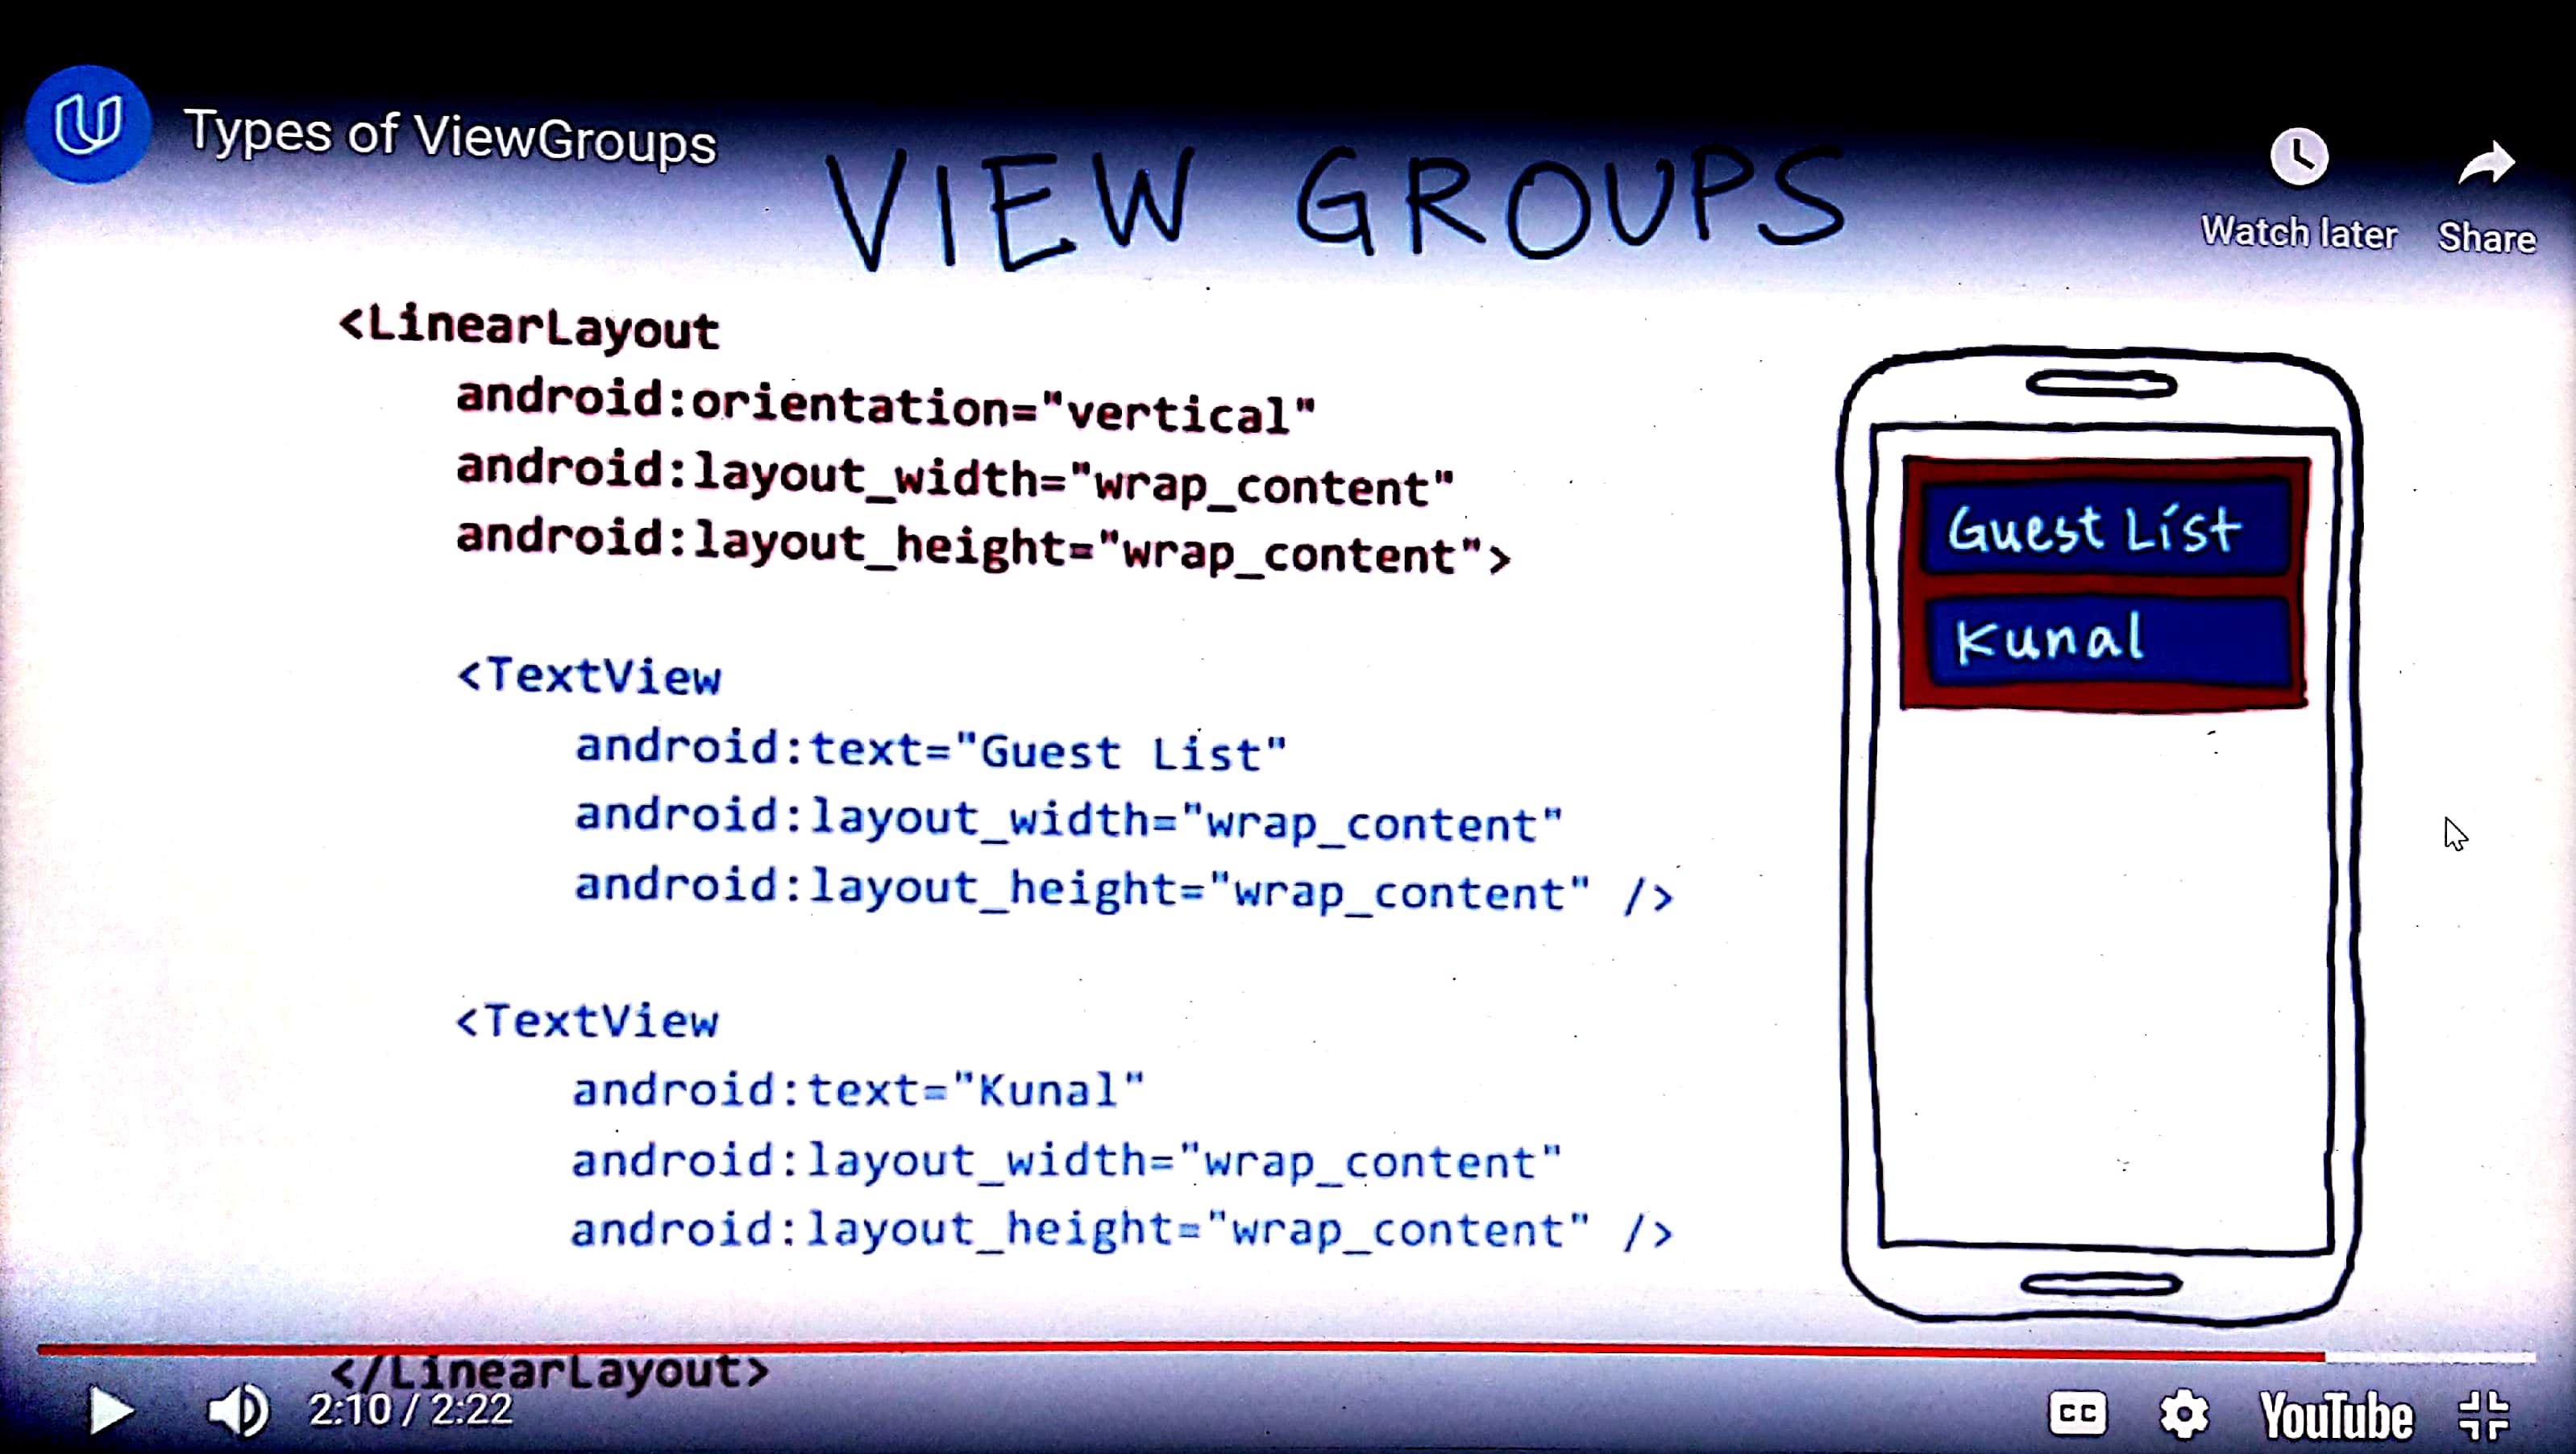 Types of ViewGroups
VIEW GROUPS
Watch later
Share
<LinearLayout
android:orientation="vertical"
android:layout_width="wrap_content"
android:layout_height="wrap_content">
<TextView
android:text="Guest List"
android:layout_width="wrap_content"
android:layout_height="wrap_content" />
<TextView
android:text="Kunal"
android:layout_width="wrap_content"
android:layout_height="wrap_content" />
</LinearLayout>
Guest List
Kunal
2:10 / 2:22
CC
YouTube